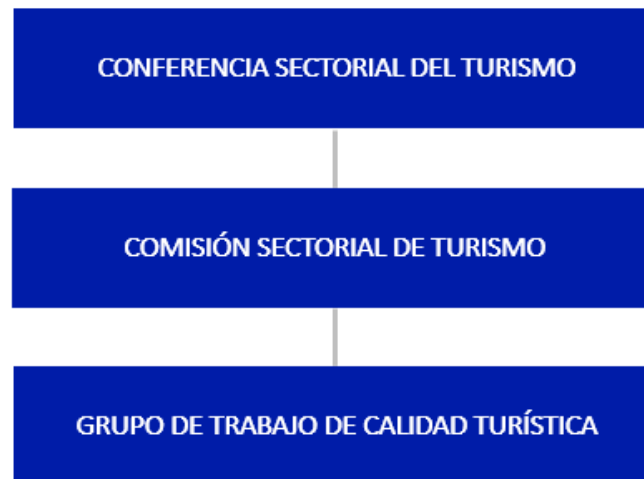 CONFERENCIA SECTORIAL DEL TURISMO
COMISIÓN SECTORIAL DE TURISMO
GRUPO DE TRABAJO DE CALIDAD TURÍSTICA